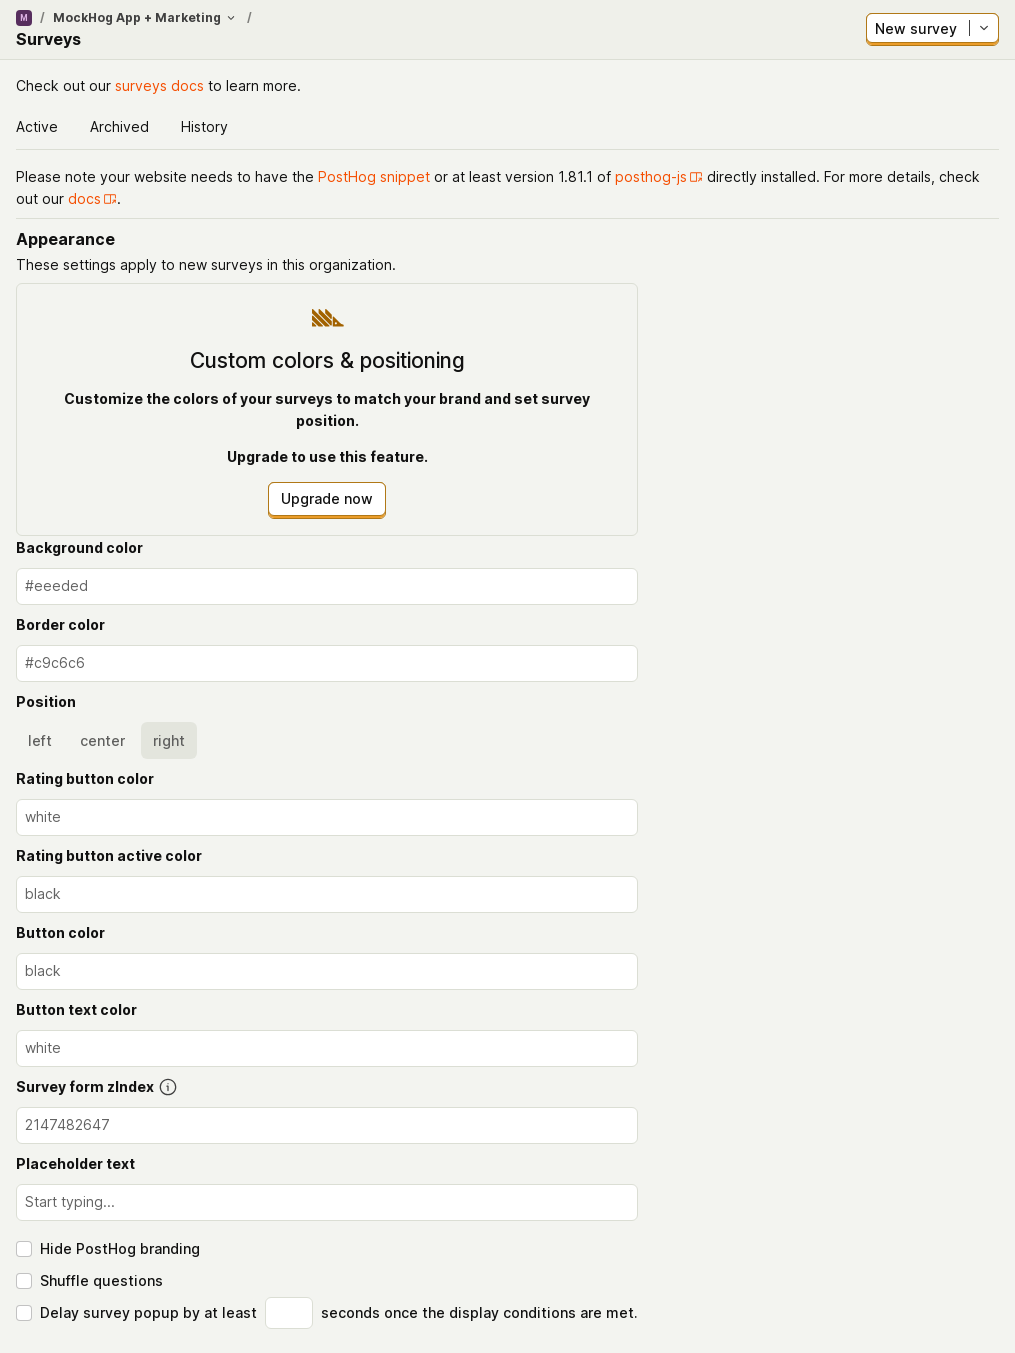 M / MockHog App + Marketing /
Surveys
New survey
Check out our surveys docs to learn more.
Active Archived History
Please note your website needs to have the PostHog snippet or at least version 1.81.1 of posthog-js directly installed. For more details, check
out our docs.
Appearance
These settings apply to new surveys in this organization.
Custom colors & positioning
Customize the colors of your surveys to match your brand and set survey
position.
Upgrade to use this feature.
Upgrade now
Background color
#eeeded
Border color
#c9c6c6
Position
left center right
Rating button color
white
Rating button active color
black
Button color
black
Button text color
white
Survey form zIndex
2147482647
Placeholder text
Start typing...
Hide PostHog branding
Shuffle questions
Delay survey popup by at least seconds once the display conditions are met.